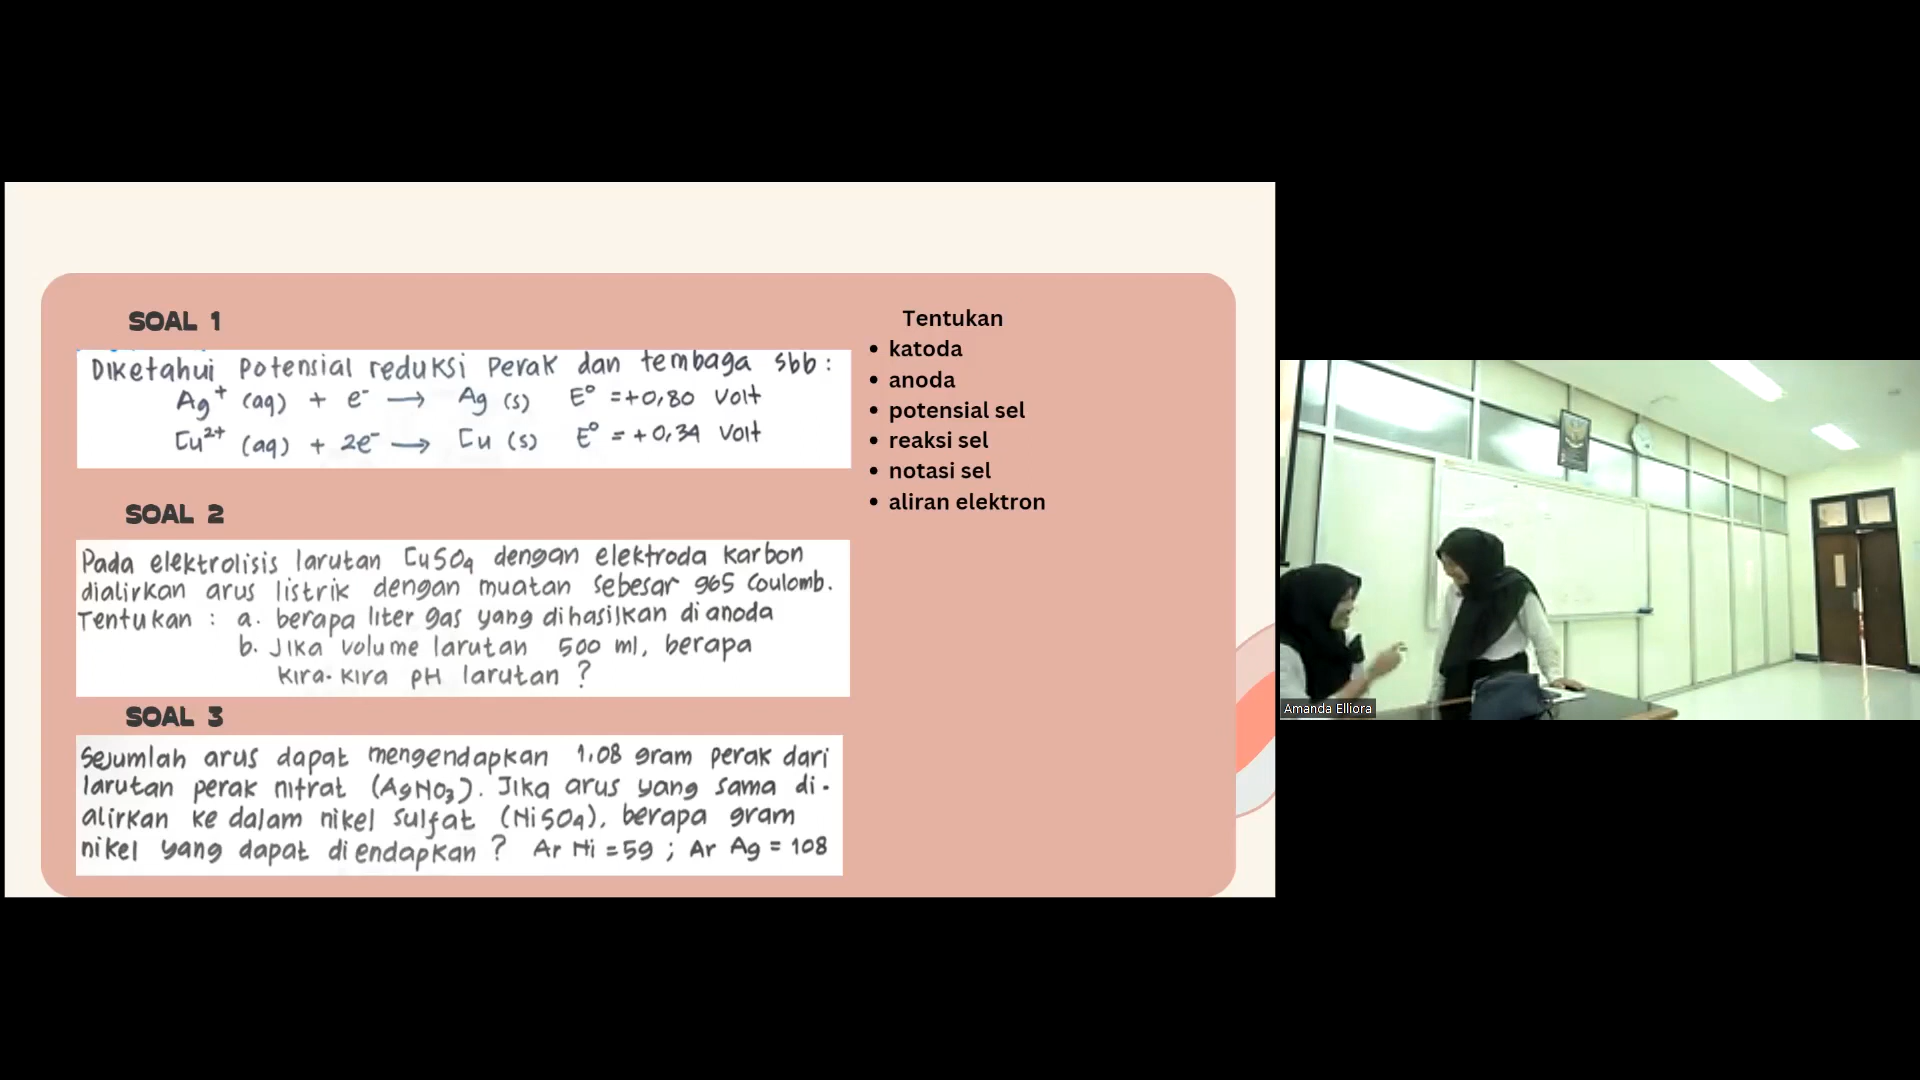 SOAL 1
Diketahui potensial reduksi perak dan tembaga sbb :
Ag⁺ (aq) + e⁻ → Ag (s) E° = +0,80 volt
Cu²⁺ (aq) + 2e⁻ → Cu (s) E° = +0,34 volt
SOAL 2
Pada elektrolisis larutan CuSO₄ dengan elektroda karbon
dialirkan arus listrik dengan muatan sebesar 965 coulomb.
Tentukan : a. berapa liter gas yang dihasilkan di anoda
b. Jika volume larutan 500 ml, berapa
kira-kira pH larutan ?
SOAL 3
Sejumlah arus dapat mengendapkan 1,08 gram perak dari
larutan perak nitrat (AgNO₃). Jika arus yang sama di-
alirkan ke dalam nikel sulfat (NiSO₄), berapa gram
nikel yang dapat diendapkan ? Ar Ni = 59 ; Ar Ag = 108
Tentukan
• katoda
• anoda
• potensial sel
• reaksi sel
• notasi sel
• aliran elektron
Amanda Elliora